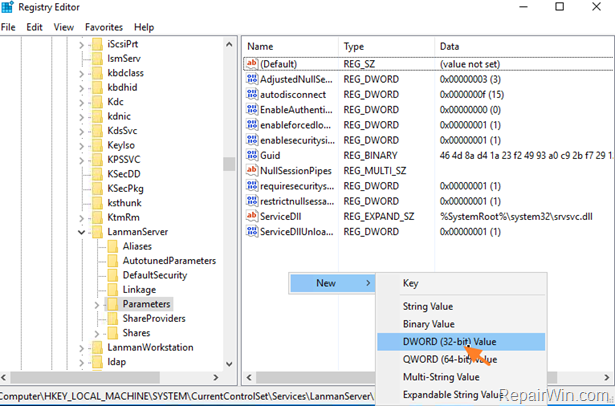 Registry Editor
File Edit View Favorites Help
iScsiPrt
IsmServ
kbdclass
kbdhid
Kdc
kdnic
KdsSvc
KeyIso
KPSSVC
KSecDD
KSecPkg
ksthunk
KtmRm
LanmanServer
Aliases
AutotunedParameters
DefaultSecurity
Linkage
Parameters
ShareProviders
Shares
LanmanWorkstation
ldap
Name Type Data
(Default) REG_SZ (value not set)
AdjustedNullSe... REG_DWORD 0x00000003 (3)
autodisconnect REG_DWORD 0x0000000f (15)
EnableAuthenti... REG_DWORD 0x00000000 (0)
enableforcedlo... REG_DWORD 0x00000001 (1)
enablesecuritysi... REG_DWORD 0x00000001 (1)
Guid REG_BINARY 46 4d 8a d4 1a 23 f2 49 93 a0 c9 2b f7 29 1
NullSessionPipes REG_MULTI_SZ
requiresecuritys... REG_DWORD 0x00000001 (1)
restrictnullsessa... REG_DWORD 0x00000001 (1)
ServiceDll REG_EXPAND_SZ %SystemRoot%\system32\srvsvc.dll
ServiceDllUnloa... REG_DWORD 0x00000001 (1)
New
Key
String Value
Binary Value
DWORD (32-bit) Value
QWORD (64-bit) Value
Multi-String Value
Expandable String Value
Computer\HKEY_LOCAL_MACHINE\SYSTEM\CurrentControlSet\Services\LanmanServer\
RepairWin.com